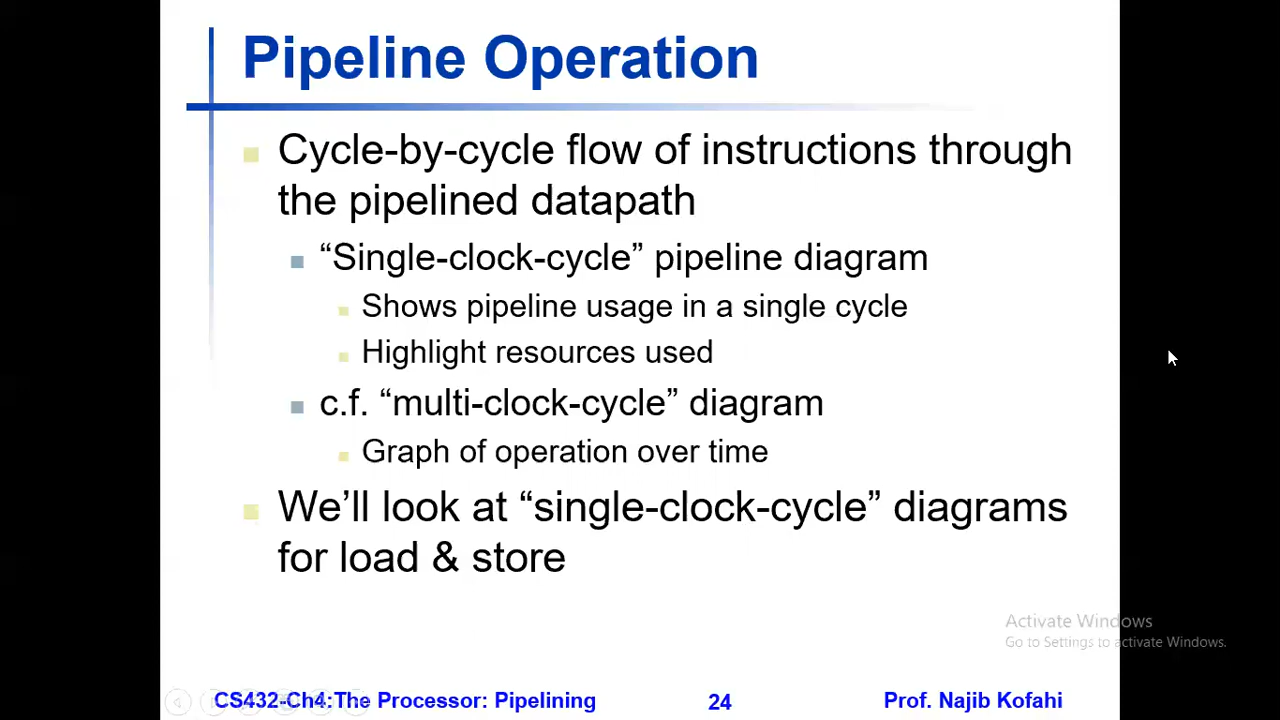 Pipeline Operation
Cycle-by-cycle flow of instructions through
the pipelined datapath
“Single-clock-cycle” pipeline diagram
Shows pipeline usage in a single cycle
Highlight resources used
c.f. “multi-clock-cycle” diagram
Graph of operation over time
We’ll look at “single-clock-cycle” diagrams
for load & store
Activate Windows
Go to Settings to activate Windows.
CS432-Ch4:The Processor: Pipelining
24
Prof. Najib Kofahi